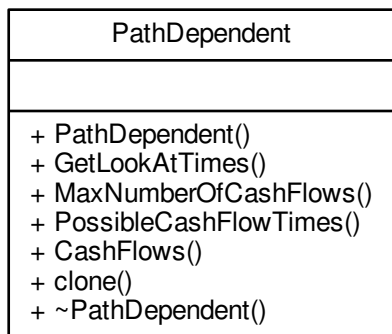 PathDependent
+ PathDependent()
+ GetLookAtTimes()
+ MaxNumberOfCashFlows()
+ PossibleCashFlowTimes()
+ CashFlows()
+ clone()
+ ~PathDependent()